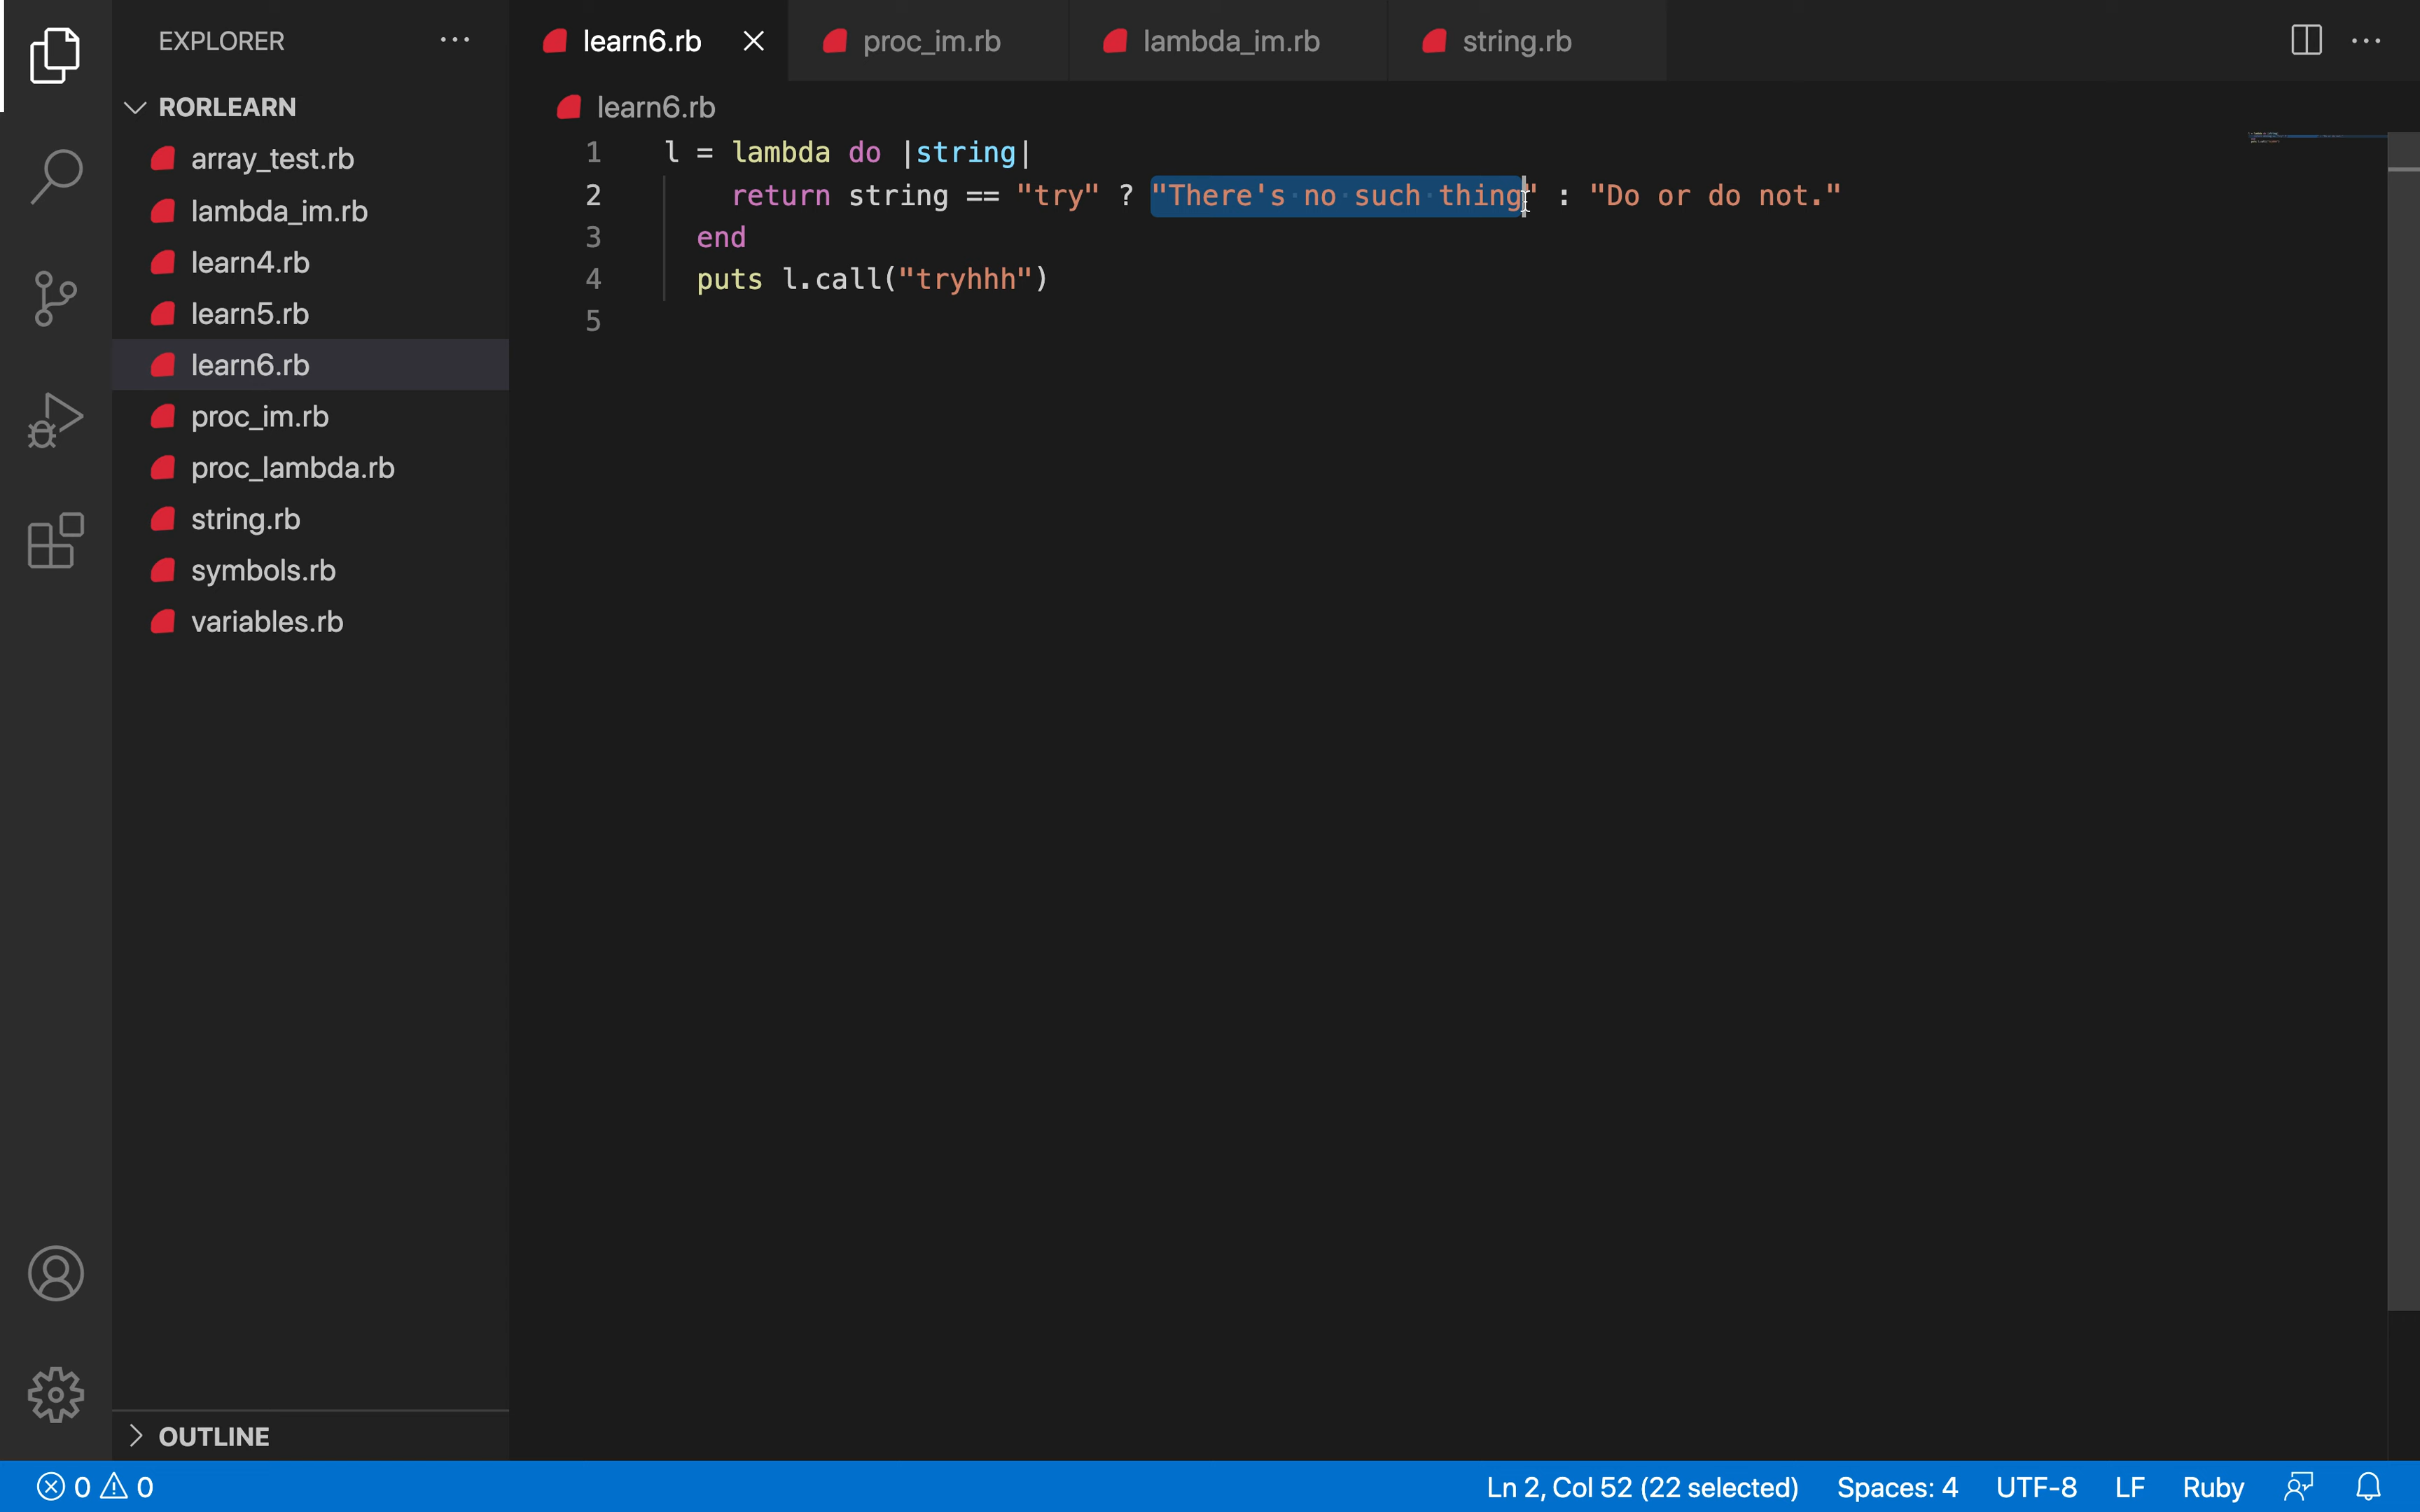 EXPLORER
RORLEARN
array_test.rb
lambda_im.rb
learn4.rb
learn5.rb
learn6.rb
proc_im.rb
proc_lambda.rb
string.rb
symbols.rb
variables.rb
OUTLINE
learn6.rb proc_im.rb lambda_im.rb string.rb
learn6.rb
1 l = lambda do |string|
2 return string == "try" ? "There's no such thing" : "Do or do not."
3 end
4 puts l.call("tryhhh")
5
0 0 Ln 2, Col 52 (22 selected) Spaces: 4 UTF-8 LF Ruby